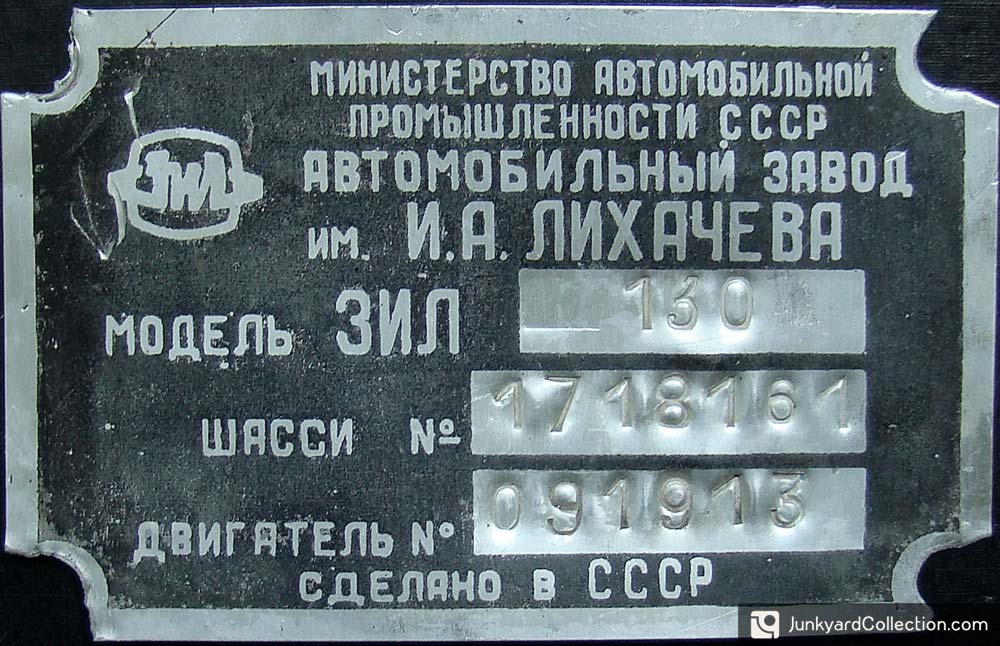 МИНИСТЕРСТВО АВТОМОБИЛЬНОЙ
ПРОМЫШЛЕННОСТИ СССР
ЗИЛ
АВТОМОБИЛЬНЫЙ ЗАВОД
ИМ. И.А. ЛИХАЧЕВА
МОДЕЛЬ ЗИЛ 130
ШАССИ № 1718161
ДВИГАТЕЛЬ № 091913
СДЕЛАНО В СССР
JunkyardCollection.com